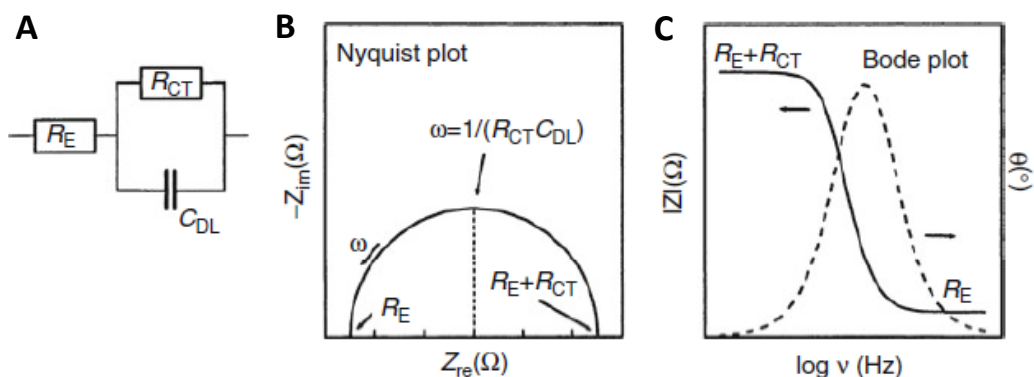 A
R_CT
R_E
C_DL
B
Nyquist plot
ω=1/(R_CT C_DL)
−Z_im(Ω)
ω
R_E
R_E+R_CT
Z_re(Ω)
C
R_E+R_CT
Bode plot
|Z|(Ω)
θ(°)
R_E
log ν (Hz)